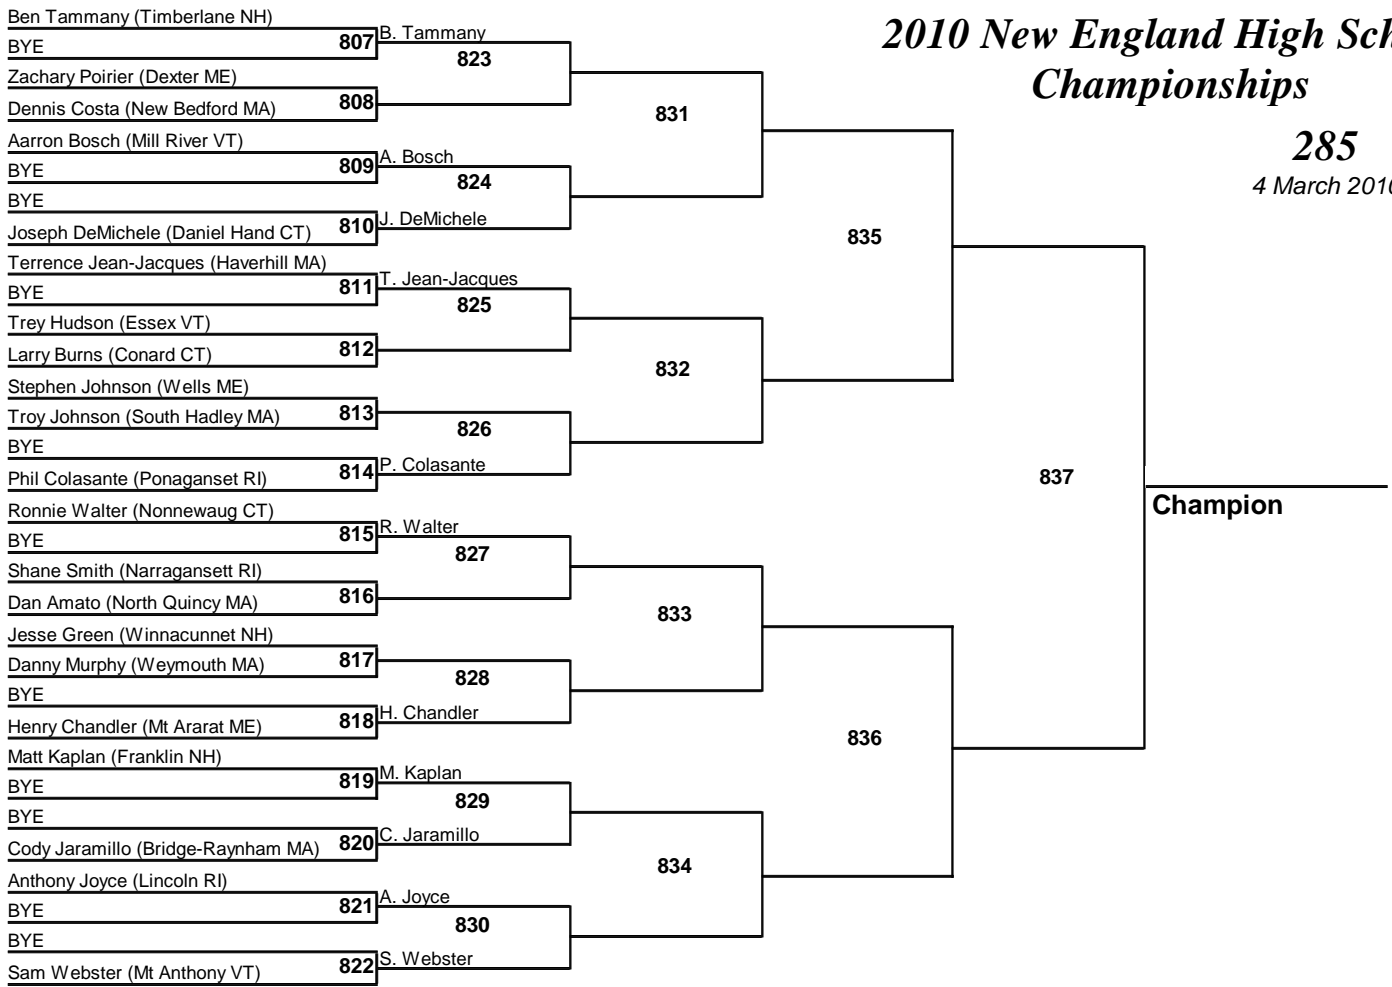 2010 New England High Sch
Championships
285
4 March 2010
Ben Tammany (Timberlane NH)
BYE
807
B. Tammany
823
Zachary Poirier (Dexter ME)
Dennis Costa (New Bedford MA)
808
831
Aarron Bosch (Mill River VT)
BYE
809
A. Bosch
824
BYE
Joseph DeMichele (Daniel Hand CT)
810
J. DeMichele
835
Terrence Jean-Jacques (Haverhill MA)
BYE
811
T. Jean-Jacques
825
Trey Hudson (Essex VT)
Larry Burns (Conard CT)
812
832
Stephen Johnson (Wells ME)
Troy Johnson (South Hadley MA)
813
826
BYE
Phil Colasante (Ponaganset RI)
814
P. Colasante
837
Champion
Ronnie Walter (Nonnewaug CT)
BYE
815
R. Walter
827
Shane Smith (Narragansett RI)
Dan Amato (North Quincy MA)
816
833
Jesse Green (Winnacunnet NH)
Danny Murphy (Weymouth MA)
817
828
BYE
Henry Chandler (Mt Ararat ME)
818
H. Chandler
836
Matt Kaplan (Franklin NH)
BYE
819
M. Kaplan
829
BYE
Cody Jaramillo (Bridge-Raynham MA)
820
C. Jaramillo
834
Anthony Joyce (Lincoln RI)
BYE
821
A. Joyce
830
BYE
Sam Webster (Mt Anthony VT)
822
S. Webster